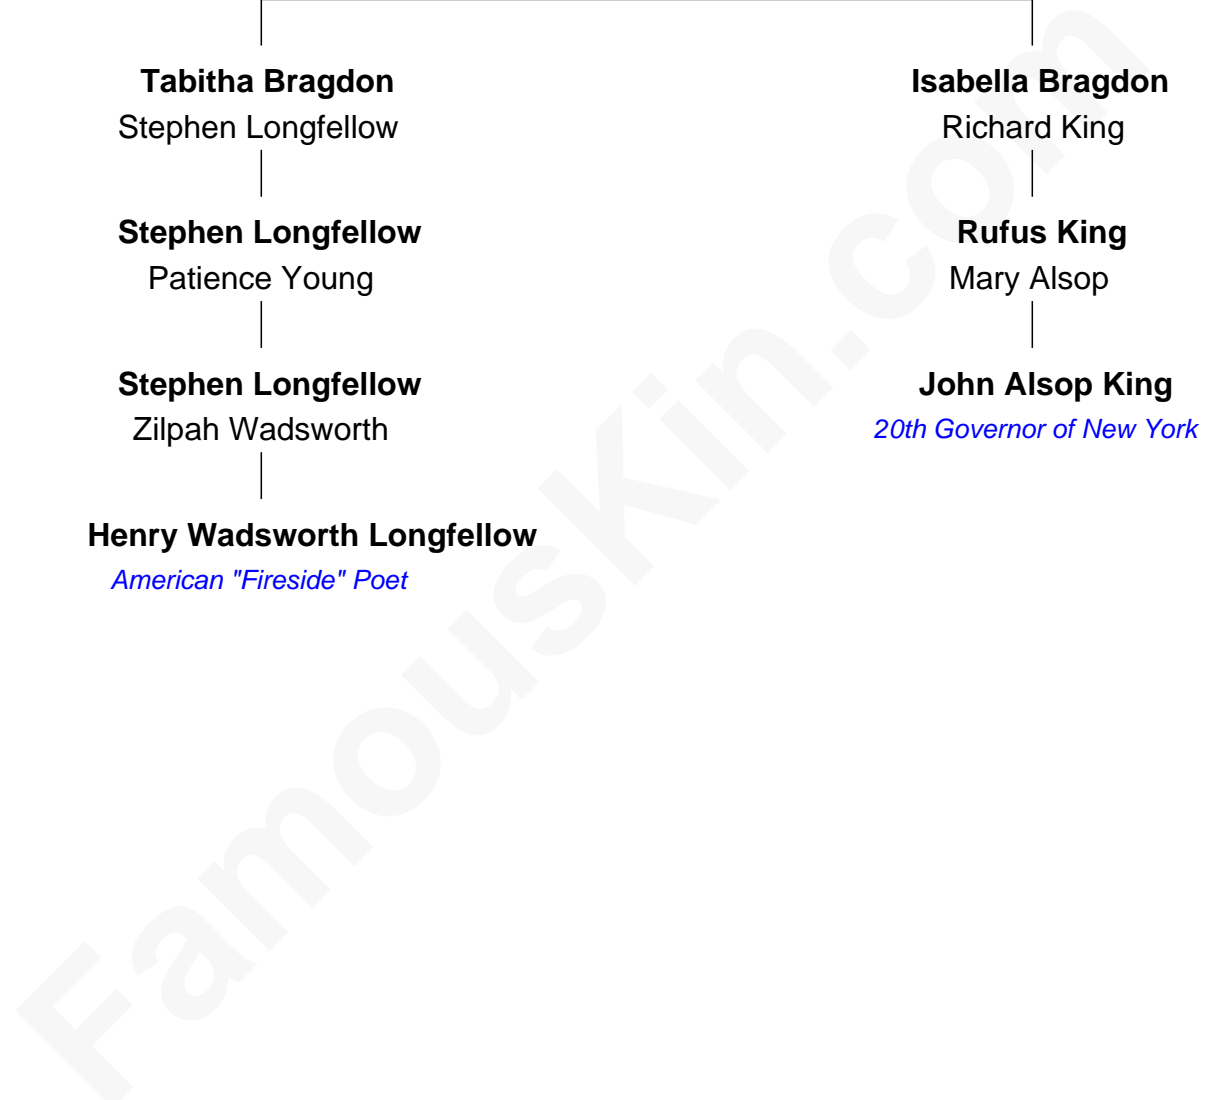 Tabitha Bragdon
Stephen Longfellow
Stephen Longfellow
Patience Young
Stephen Longfellow
Zilpah Wadsworth
Henry Wadsworth Longfellow
American "Fireside" Poet
Isabella Bragdon
Richard King
Rufus King
Mary Alsop
John Alsop King
20th Governor of New York
FamousKin.com